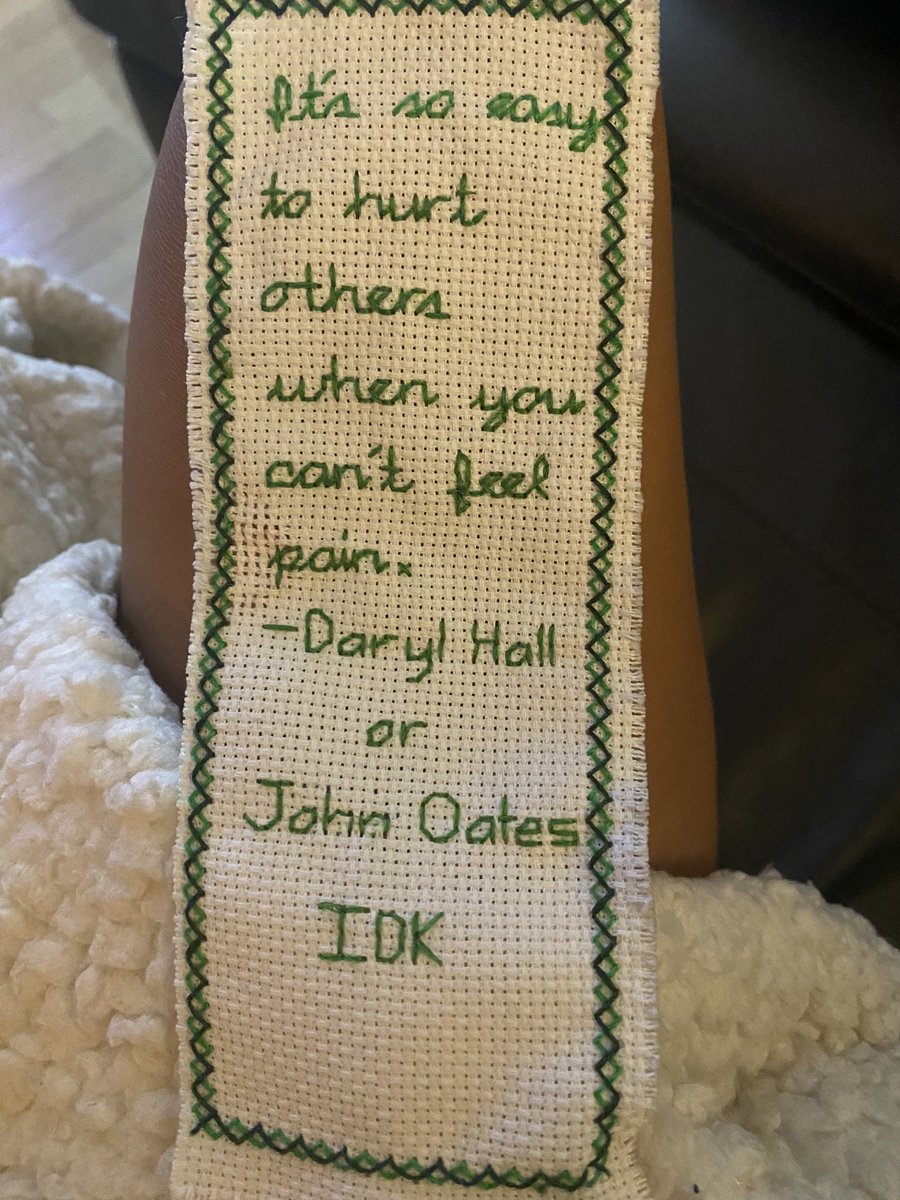 It's so easy
to hurt
others
when you
can't feel
pain.
-Daryl Hall
or
John Oates
IDK